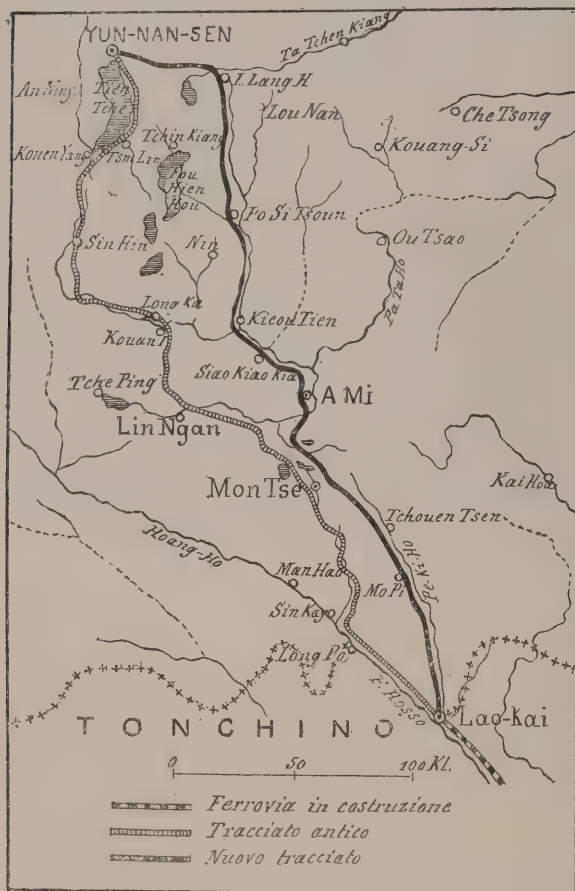 YUN-NAN-SEN
Ta Tchen Kiang
I. Lang H
An Ning
Tien
Tche
Lou Nan
Che Tsong
Tchin Kiang
Kouang-Si
Kouen Yang
Tsin Lin
Fou
Hien
Hou
Po Si Tsoun
Sin Hin
Nin
Ou Tsao
Pa Ta Ho
Long Ka
Kieou Tien
Kouan I
Siao Kiao Kia
Tche Ping
A Mi
Lin Ngan
Kai Hoa
Mon Tse
Tchouen Tsen
Hoang-Ho
Man Hao
Mo Pi
Sin Kay
Long Po
F. Rosso
Lao-Kai
TONCHINO
0 50 100 Kl.
Ferrovia in costruzione
Tracciato antico
Nuovo tracciato